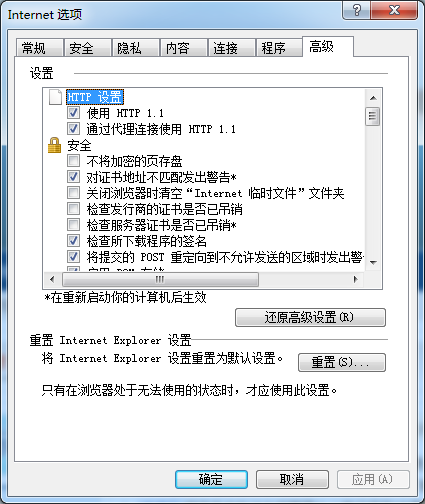 Internet 选项
常规 安全 隐私 内容 连接 程序 高级
设置
HTTP 设置
使用 HTTP 1.1
通过代理连接使用 HTTP 1.1
安全
不将加密的页存盘
对证书地址不匹配发出警告*
关闭浏览器时清空“Internet 临时文件”文件夹
检查发行商的证书是否已吊销
检查服务器证书是否已吊销*
检查所下载程序的签名
将提交的 POST 重定向到不允许发送的区域时发出警
启用 DOM 存储
*在重新启动你的计算机后生效
还原高级设置(R)
重置 Internet Explorer 设置
将 Internet Explorer 设置重置为默认设置。
重置(S)...
只有在浏览器处于无法使用的状态时，才应使用此设置。
确定 取消 应用(A)